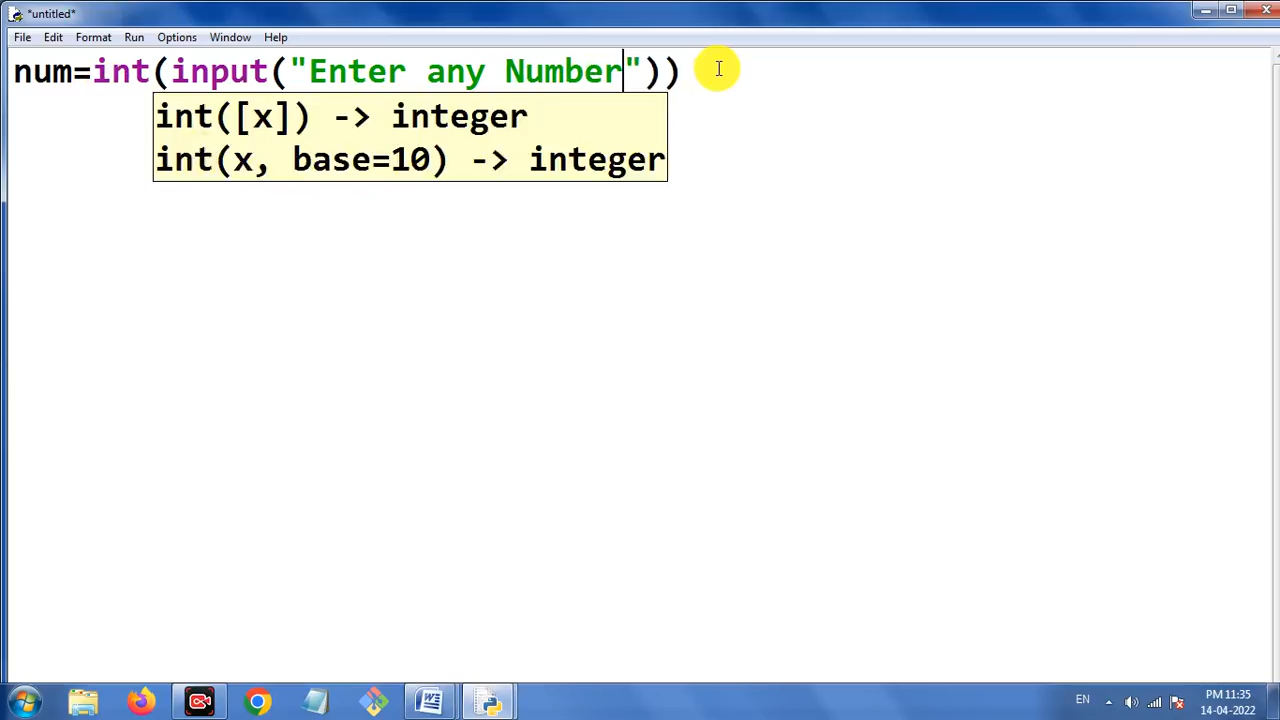 *untitled*
File Edit Format Run Options Window Help
num=int(input("Enter any Number"))
int([x]) -> integer
int(x, base=10) -> integer
EN
PM 11:35
14-04-2022